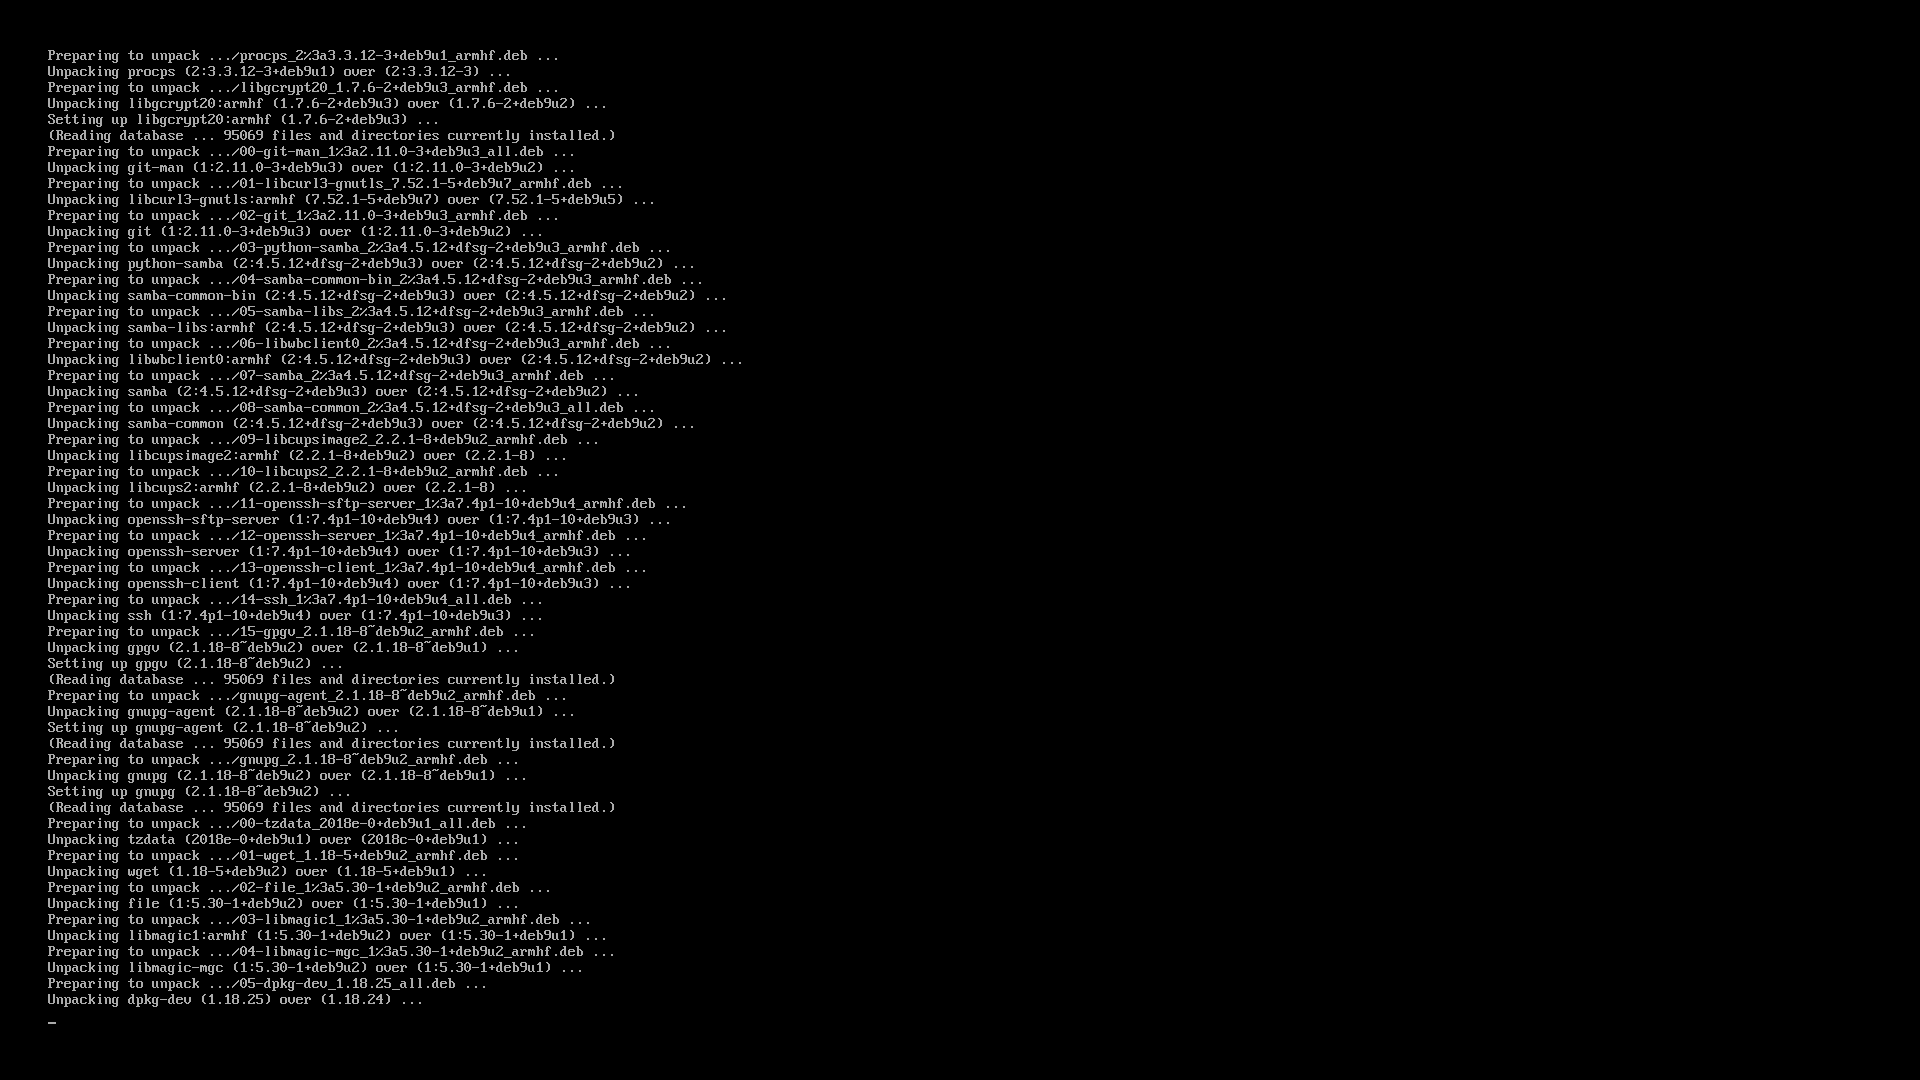 Preparing to unpack .../procps_2%3a3.3.12-3+deb9u1_armhf.deb ...
Unpacking procps (2:3.3.12-3+deb9u1) over (2:3.3.12-3) ...
Preparing to unpack .../libgcrypt20_1.7.6-2+deb9u3_armhf.deb ...
Unpacking libgcrypt20:armhf (1.7.6-2+deb9u3) over (1.7.6-2+deb9u2) ...
Setting up libgcrypt20:armhf (1.7.6-2+deb9u3) ...
(Reading database ... 95069 files and directories currently installed.)
Preparing to unpack .../00-git-man_1%3a2.11.0-3+deb9u3_all.deb ...
Unpacking git-man (1:2.11.0-3+deb9u3) over (1:2.11.0-3+deb9u2) ...
Preparing to unpack .../01-libcurl3-gnutls_7.52.1-5+deb9u7_armhf.deb ...
Unpacking libcurl3-gnutls:armhf (7.52.1-5+deb9u7) over (7.52.1-5+deb9u5) ...
Preparing to unpack .../02-git_1%3a2.11.0-3+deb9u3_armhf.deb ...
Unpacking git (1:2.11.0-3+deb9u3) over (1:2.11.0-3+deb9u2) ...
Preparing to unpack .../03-python-samba_2%3a4.5.12+dfsg-2+deb9u3_armhf.deb ...
Unpacking python-samba (2:4.5.12+dfsg-2+deb9u3) over (2:4.5.12+dfsg-2+deb9u2) ...
Preparing to unpack .../04-samba-common-bin_2%3a4.5.12+dfsg-2+deb9u3_armhf.deb ...
Unpacking samba-common-bin (2:4.5.12+dfsg-2+deb9u3) over (2:4.5.12+dfsg-2+deb9u2) ...
Preparing to unpack .../05-samba-libs_2%3a4.5.12+dfsg-2+deb9u3_armhf.deb ...
Unpacking samba-libs:armhf (2:4.5.12+dfsg-2+deb9u3) over (2:4.5.12+dfsg-2+deb9u2) ...
Preparing to unpack .../06-libwbclient0_2%3a4.5.12+dfsg-2+deb9u3_armhf.deb ...
Unpacking libwbclient0:armhf (2:4.5.12+dfsg-2+deb9u3) over (2:4.5.12+dfsg-2+deb9u2) ...
Preparing to unpack .../07-samba_2%3a4.5.12+dfsg-2+deb9u3_armhf.deb ...
Unpacking samba (2:4.5.12+dfsg-2+deb9u3) over (2:4.5.12+dfsg-2+deb9u2) ...
Preparing to unpack .../08-samba-common_2%3a4.5.12+dfsg-2+deb9u3_all.deb ...
Unpacking samba-common (2:4.5.12+dfsg-2+deb9u3) over (2:4.5.12+dfsg-2+deb9u2) ...
Preparing to unpack .../09-libcupsimage2_2.2.1-8+deb9u2_armhf.deb ...
Unpacking libcupsimage2:armhf (2.2.1-8+deb9u2) over (2.2.1-8) ...
Preparing to unpack .../10-libcups2_2.2.1-8+deb9u2_armhf.deb ...
Unpacking libcups2:armhf (2.2.1-8+deb9u2) over (2.2.1-8) ...
Preparing to unpack .../11-openssh-sftp-server_1%3a7.4p1-10+deb9u4_armhf.deb ...
Unpacking openssh-sftp-server (1:7.4p1-10+deb9u4) over (1:7.4p1-10+deb9u3) ...
Preparing to unpack .../12-openssh-server_1%3a7.4p1-10+deb9u4_armhf.deb ...
Unpacking openssh-server (1:7.4p1-10+deb9u4) over (1:7.4p1-10+deb9u3) ...
Preparing to unpack .../13-openssh-client_1%3a7.4p1-10+deb9u4_armhf.deb ...
Unpacking openssh-client (1:7.4p1-10+deb9u4) over (1:7.4p1-10+deb9u3) ...
Preparing to unpack .../14-ssh_1%3a7.4p1-10+deb9u4_all.deb ...
Unpacking ssh (1:7.4p1-10+deb9u4) over (1:7.4p1-10+deb9u3) ...
Preparing to unpack .../15-gpgv_2.1.18-8~deb9u2_armhf.deb ...
Unpacking gpgv (2.1.18-8~deb9u2) over (2.1.18-8~deb9u1) ...
Setting up gpgv (2.1.18-8~deb9u2) ...
(Reading database ... 95069 files and directories currently installed.)
Preparing to unpack .../gnupg-agent_2.1.18-8~deb9u2_armhf.deb ...
Unpacking gnupg-agent (2.1.18-8~deb9u2) over (2.1.18-8~deb9u1) ...
Setting up gnupg-agent (2.1.18-8~deb9u2) ...
(Reading database ... 95069 files and directories currently installed.)
Preparing to unpack .../gnupg_2.1.18-8~deb9u2_armhf.deb ...
Unpacking gnupg (2.1.18-8~deb9u2) over (2.1.18-8~deb9u1) ...
Setting up gnupg (2.1.18-8~deb9u2) ...
(Reading database ... 95069 files and directories currently installed.)
Preparing to unpack .../00-tzdata_2018e-0+deb9u1_all.deb ...
Unpacking tzdata (2018e-0+deb9u1) over (2018c-0+deb9u1) ...
Preparing to unpack .../01-wget_1.18-5+deb9u2_armhf.deb ...
Unpacking wget (1.18-5+deb9u2) over (1.18-5+deb9u1) ...
Preparing to unpack .../02-file_1%3a5.30-1+deb9u2_armhf.deb ...
Unpacking file (1:5.30-1+deb9u2) over (1:5.30-1+deb9u1) ...
Preparing to unpack .../03-libmagic1_1%3a5.30-1+deb9u2_armhf.deb ...
Unpacking libmagic1:armhf (1:5.30-1+deb9u2) over (1:5.30-1+deb9u1) ...
Preparing to unpack .../04-libmagic-mgc_1%3a5.30-1+deb9u2_armhf.deb ...
Unpacking libmagic-mgc (1:5.30-1+deb9u2) over (1:5.30-1+deb9u1) ...
Preparing to unpack .../05-dpkg-dev_1.18.25_all.deb ...
Unpacking dpkg-dev (1.18.25) over (1.18.24) ...